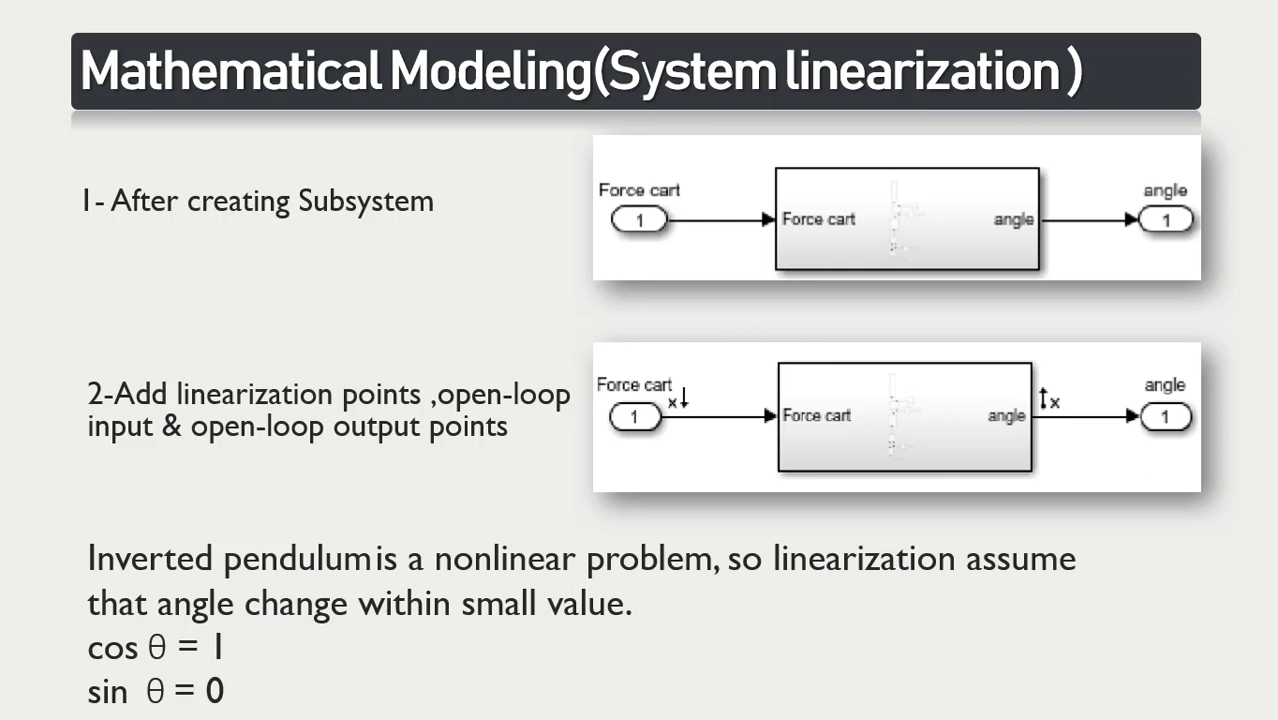 Mathematical Modeling(System linearization )
1- After creating Subsystem
Force cart
1
Force cart
angle
angle
1
2-Add linearization points ,open-loop
input & open-loop output points
Force cart
x
1
Force cart
angle
x
angle
1
Inverted pendulum is a nonlinear problem, so linearization assume
that angle change within small value.
cos θ = 1
sin θ = 0